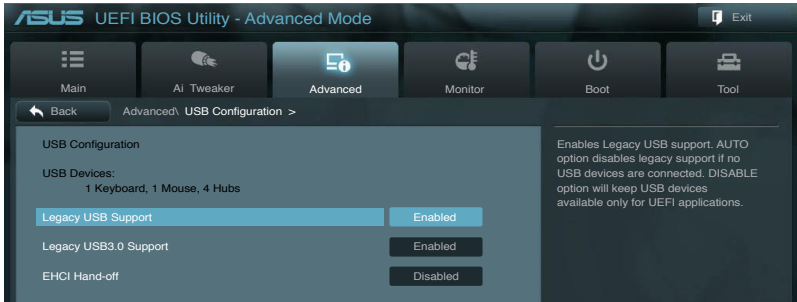 ASUS UEFI BIOS Utility - Advanced Mode
Exit
Main
Ai Tweaker
Advanced
Monitor
Boot
Tool
Back
Advanced\ USB Configuration >
USB Configuration
USB Devices:
1 Keyboard, 1 Mouse, 4 Hubs
Legacy USB Support Enabled
Legacy USB3.0 Support Enabled
EHCI Hand-off Disabled
Enables Legacy USB support. AUTO
option disables legacy support if no
USB devices are connected. DISABLE
option will keep USB devices
available only for UEFI applications.